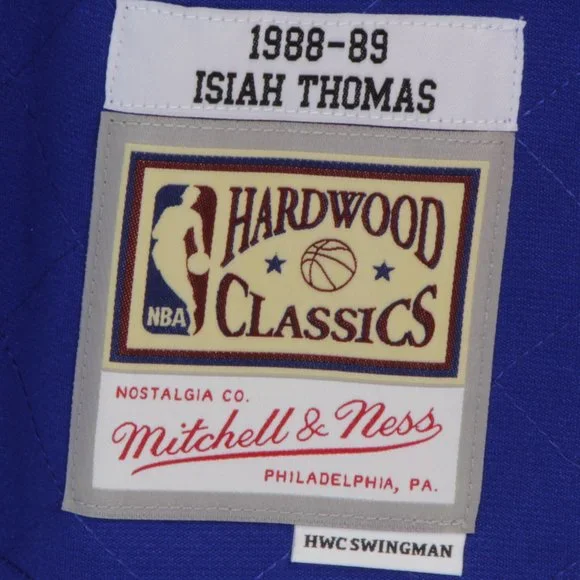 1988-89
ISIAH THOMAS
HARDWOOD
CLASSICS
NBA
NOSTALGIA CO.
Mitchell & Ness
PHILADELPHIA, PA.
HWC SWINGMAN